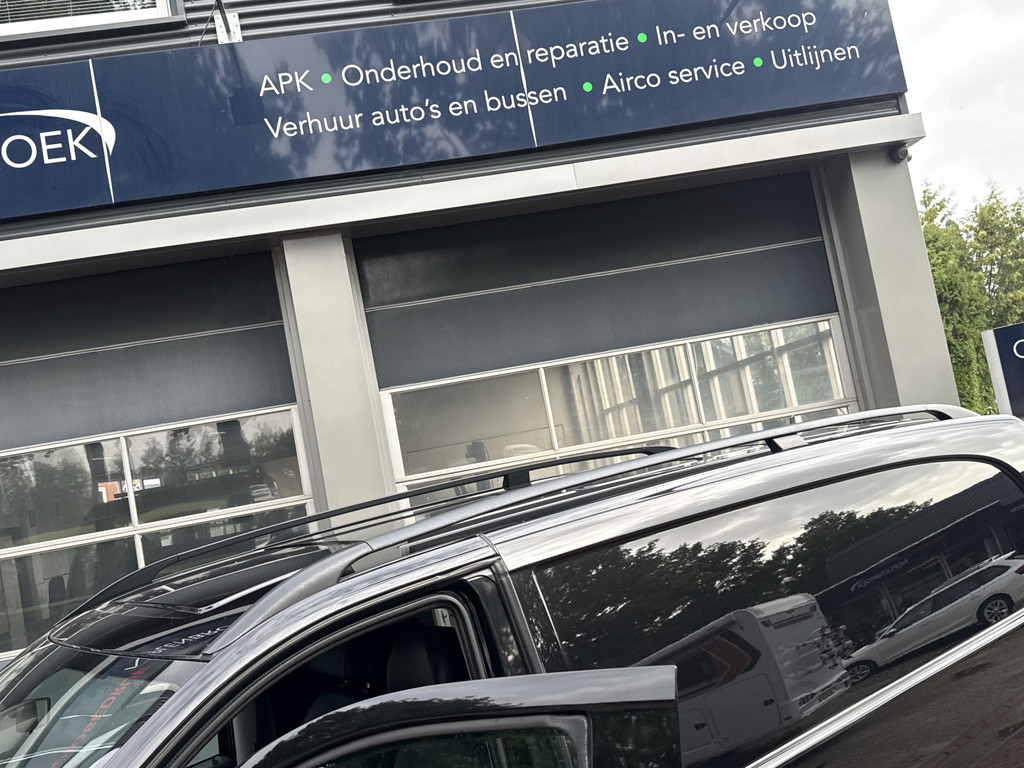 APK • Onderhoud en reparatie • In- en verkoop
OEK
Verhuur auto's en bussen • Airco service • Uitlijnen